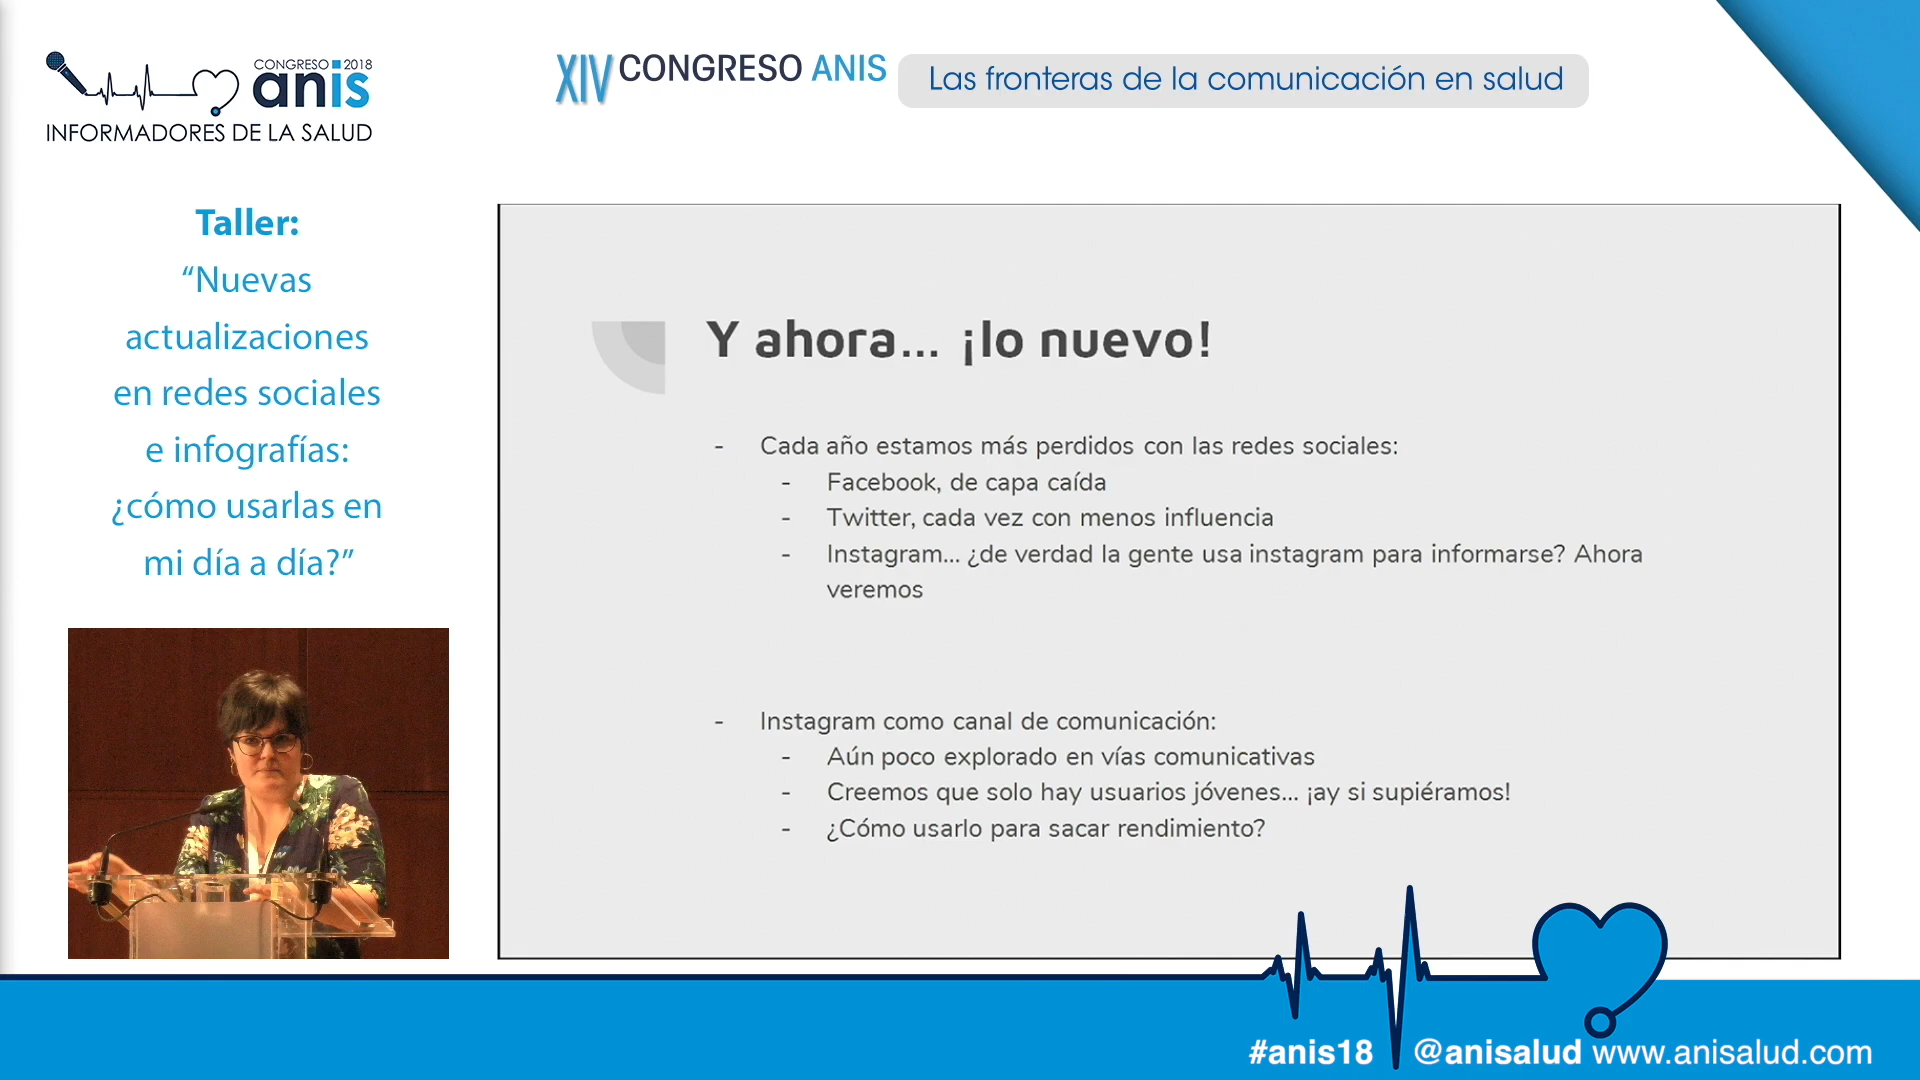 CONGRESO 2018
anis
INFORMADORES DE LA SALUD
XIV CONGRESO ANIS
Las fronteras de la comunicación en salud
Taller:
“Nuevas
actualizaciones
en redes sociales
e infografías:
¿cómo usarlas en
mi día a día?”
Y ahora... ¡lo nuevo!
- Cada año estamos más perdidos con las redes sociales:
- Facebook, de capa caída
- Twitter, cada vez con menos influencia
- Instagram... ¿de verdad la gente usa instagram para informarse? Ahora
veremos
- Instagram como canal de comunicación:
- Aún poco explorado en vías comunicativas
- Creemos que solo hay usuarios jóvenes... ¡ay si supiéramos!
- ¿Cómo usarlo para sacar rendimiento?
#anis18 @anisalud www.anisalud.com